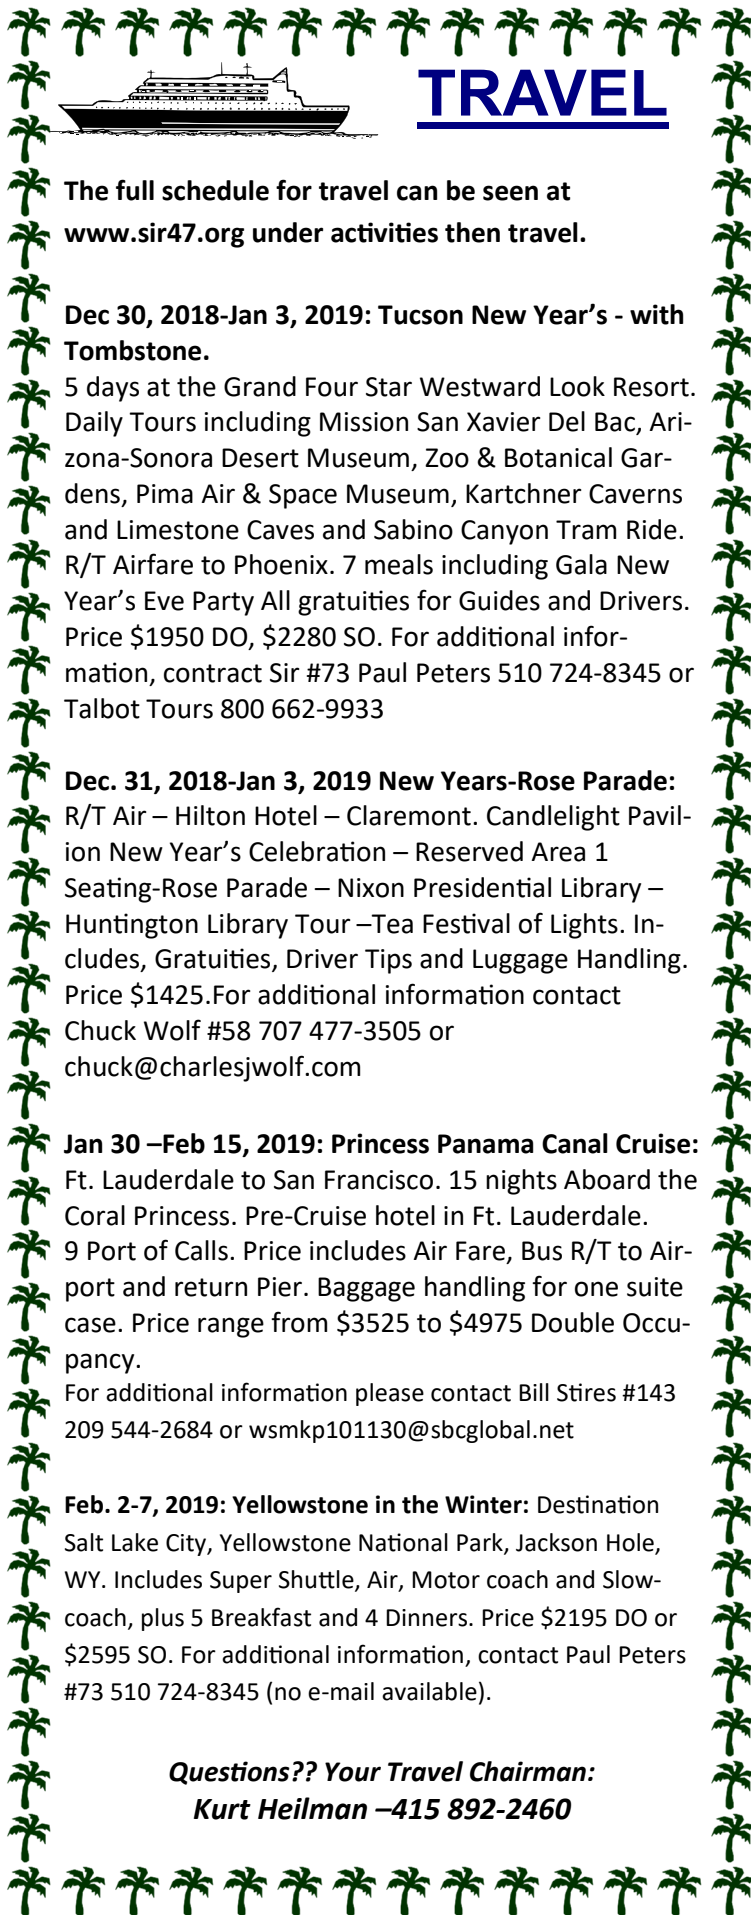 TRAVEL
The full schedule for travel can be seen at
www.sir47.org under activities then travel.
Dec 30, 2018-Jan 3, 2019: Tucson New Year’s - with
Tombstone.
5 days at the Grand Four Star Westward Look Resort.
Daily Tours including Mission San Xavier Del Bac, Ari-
zona-Sonora Desert Museum, Zoo & Botanical Gar-
dens, Pima Air & Space Museum, Kartchner Caverns
and Limestone Caves and Sabino Canyon Tram Ride.
R/T Airfare to Phoenix. 7 meals including Gala New
Year’s Eve Party All gratuities for Guides and Drivers.
Price $1950 DO, $2280 SO. For additional infor-
mation, contract Sir #73 Paul Peters 510 724-8345 or
Talbot Tours 800 662-9933
Dec. 31, 2018-Jan 3, 2019 New Years-Rose Parade:
R/T Air – Hilton Hotel – Claremont. Candlelight Pavil-
ion New Year’s Celebration – Reserved Area 1
Seating-Rose Parade – Nixon Presidential Library –
Huntington Library Tour –Tea Festival of Lights. In-
cludes, Gratuities, Driver Tips and Luggage Handling.
Price $1425.For additional information contact
Chuck Wolf #58 707 477-3505 or
chuck@charlesjwolf.com
Jan 30 –Feb 15, 2019: Princess Panama Canal Cruise:
Ft. Lauderdale to San Francisco. 15 nights Aboard the
Coral Princess. Pre-Cruise hotel in Ft. Lauderdale.
9 Port of Calls. Price includes Air Fare, Bus R/T to Air-
port and return Pier. Baggage handling for one suite
case. Price range from $3525 to $4975 Double Occu-
pancy.
For additional information please contact Bill Stires #143
209 544-2684 or wsmkp101130@sbcglobal.net
Feb. 2-7, 2019: Yellowstone in the Winter: Destination
Salt Lake City, Yellowstone National Park, Jackson Hole,
WY. Includes Super Shuttle, Air, Motor coach and Slow-
coach, plus 5 Breakfast and 4 Dinners. Price $2195 DO or
$2595 SO. For additional information, contact Paul Peters
#73 510 724-8345 (no e-mail available).
Questions?? Your Travel Chairman:
Kurt Heilman –415 892-2460